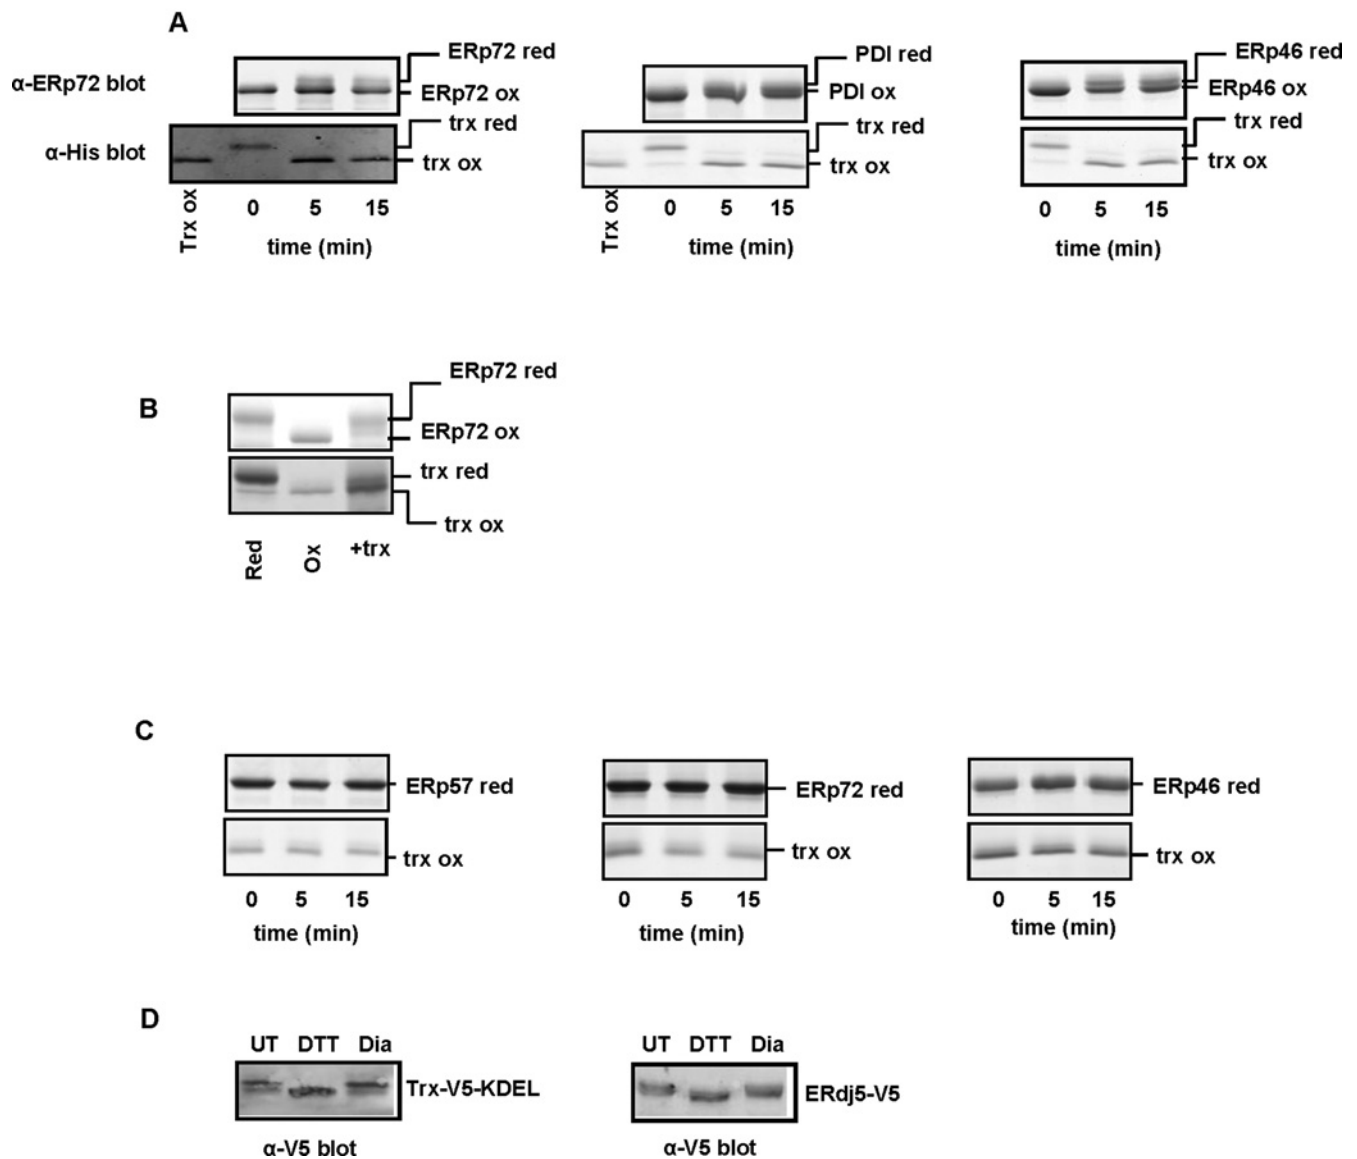 A
α-ERp72 blot
ERp72 red
ERp72 ox
α-His blot
trx red
trx ox
Trx ox
0 5 15
time (min)
PDI red
PDI ox
trx red
trx ox
Trx ox
0 5 15
time (min)
ERp46 red
ERp46 ox
trx red
trx ox
0 5 15
time (min)
B
ERp72 red
ERp72 ox
trx red
trx ox
Red Ox +trx
C
ERp57 red
trx ox
0 5 15
time (min)
ERp72 red
trx ox
0 5 15
time (min)
ERp46 red
trx ox
0 5 15
time (min)
D
UT DTT Dia
Trx-V5-KDEL
α-V5 blot
UT DTT Dia
ERdj5-V5
α-V5 blot